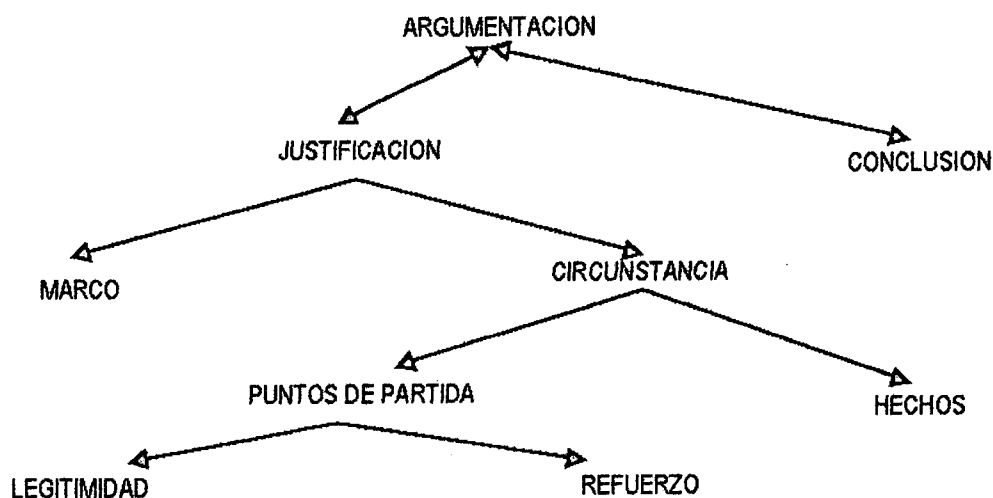 ARGUMENTACION
JUSTIFICACION
CONCLUSION
MARCO
CIRCUNSTANCIA
PUNTOS DE PARTIDA
HECHOS
LEGITIMIDAD
REFUERZO